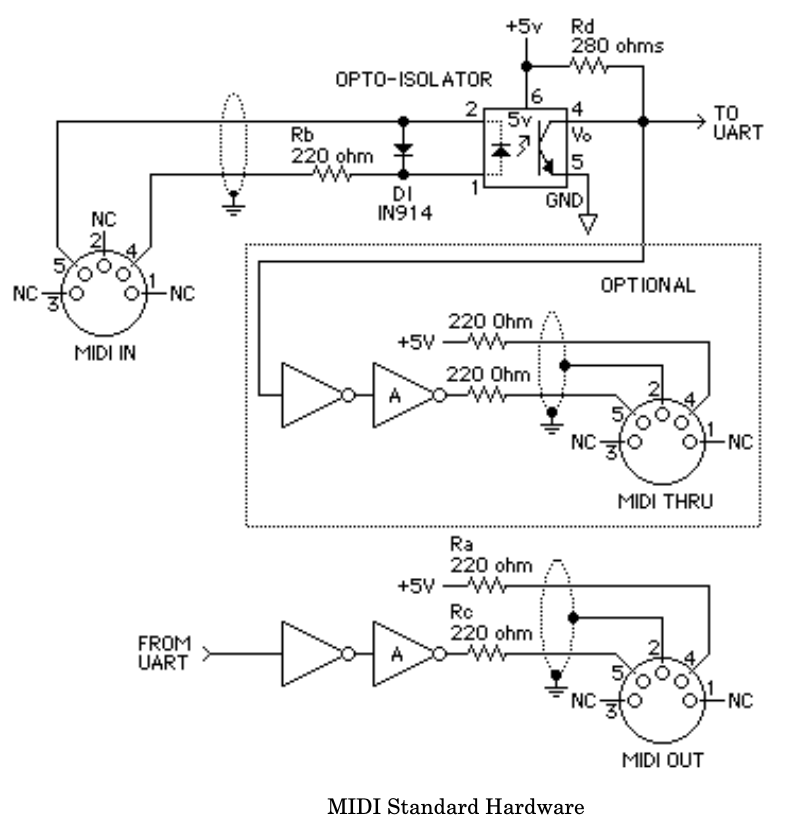 +5v
Rd
280 ohms
OPTO-ISOLATOR
2
6
4
5v
Vo
TO
UART
Rb
220 ohm
1
5
GND
D1
IN914
NC
2
5
4
NC
3
1
NC
MIDI IN
OPTIONAL
220 Ohm
+5V
220 Ohm
A
2
5
4
NC
3
1
NC
MIDI THRU
Ra
220 ohm
+5V
Rc
220 ohm
FROM
UART
A
2
5
4
NC
3
1
NC
MIDI OUT
MIDI Standard Hardware